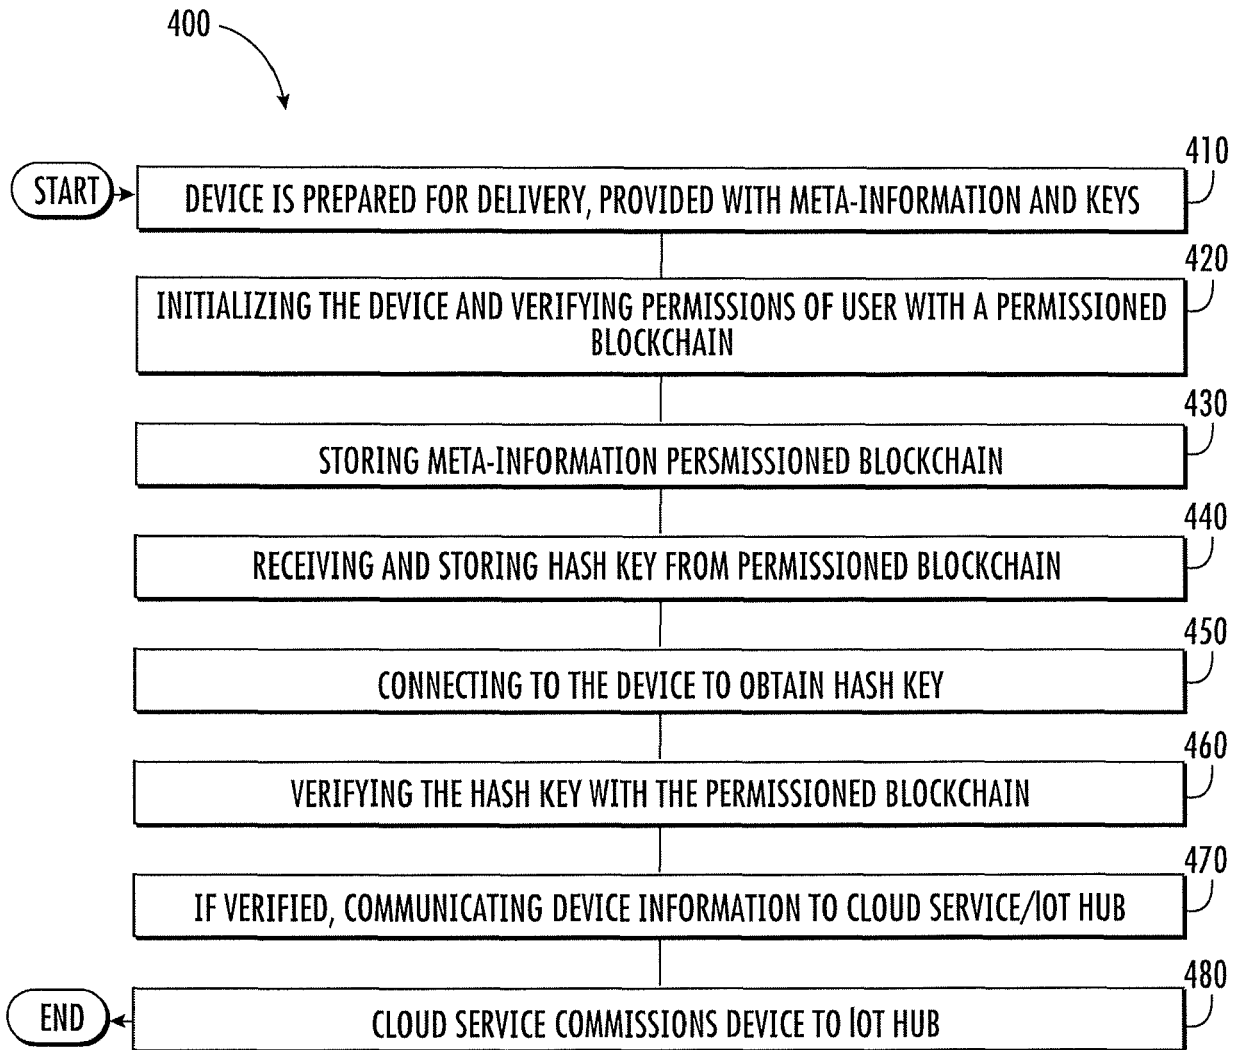 400
410
START
DEVICE IS PREPARED FOR DELIVERY, PROVIDED WITH META-INFORMATION AND KEYS
420
INITIALIZING THE DEVICE AND VERIFYING PERMISSIONS OF USER WITH A PERMISSIONED
BLOCKCHAIN
430
STORING META-INFORMATION PERSMISSIONED BLOCKCHAIN
440
RECEIVING AND STORING HASH KEY FROM PERMISSIONED BLOCKCHAIN
450
CONNECTING TO THE DEVICE TO OBTAIN HASH KEY
460
VERIFYING THE HASH KEY WITH THE PERMISSIONED BLOCKCHAIN
470
IF VERIFIED, COMMUNICATING DEVICE INFORMATION TO CLOUD SERVICE/IOT HUB
480
END
CLOUD SERVICE COMMISSIONS DEVICE TO IOT HUB